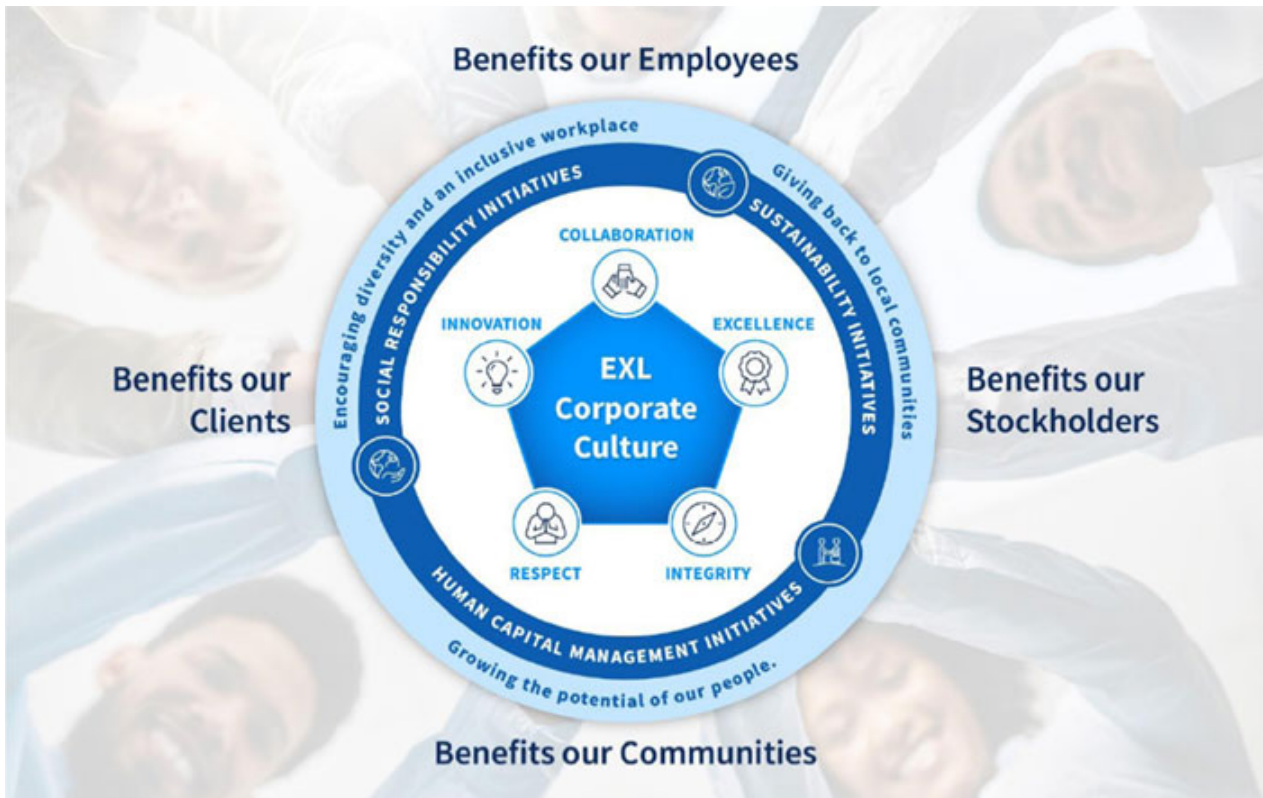 Benefits our Employees
Encouraging diversity and an inclusive workplace
Giving back to local communities
SOCIAL RESPONSIBILITY INITIATIVES
SUSTAINABILITY INITIATIVES
COLLABORATION
INNOVATION
EXCELLENCE
EXL
Corporate
Culture
Benefits our
Clients
Benefits our
Stockholders
RESPECT
INTEGRITY
HUMAN CAPITAL MANAGEMENT INITIATIVES
Growing the potential of our people.
Benefits our Communities